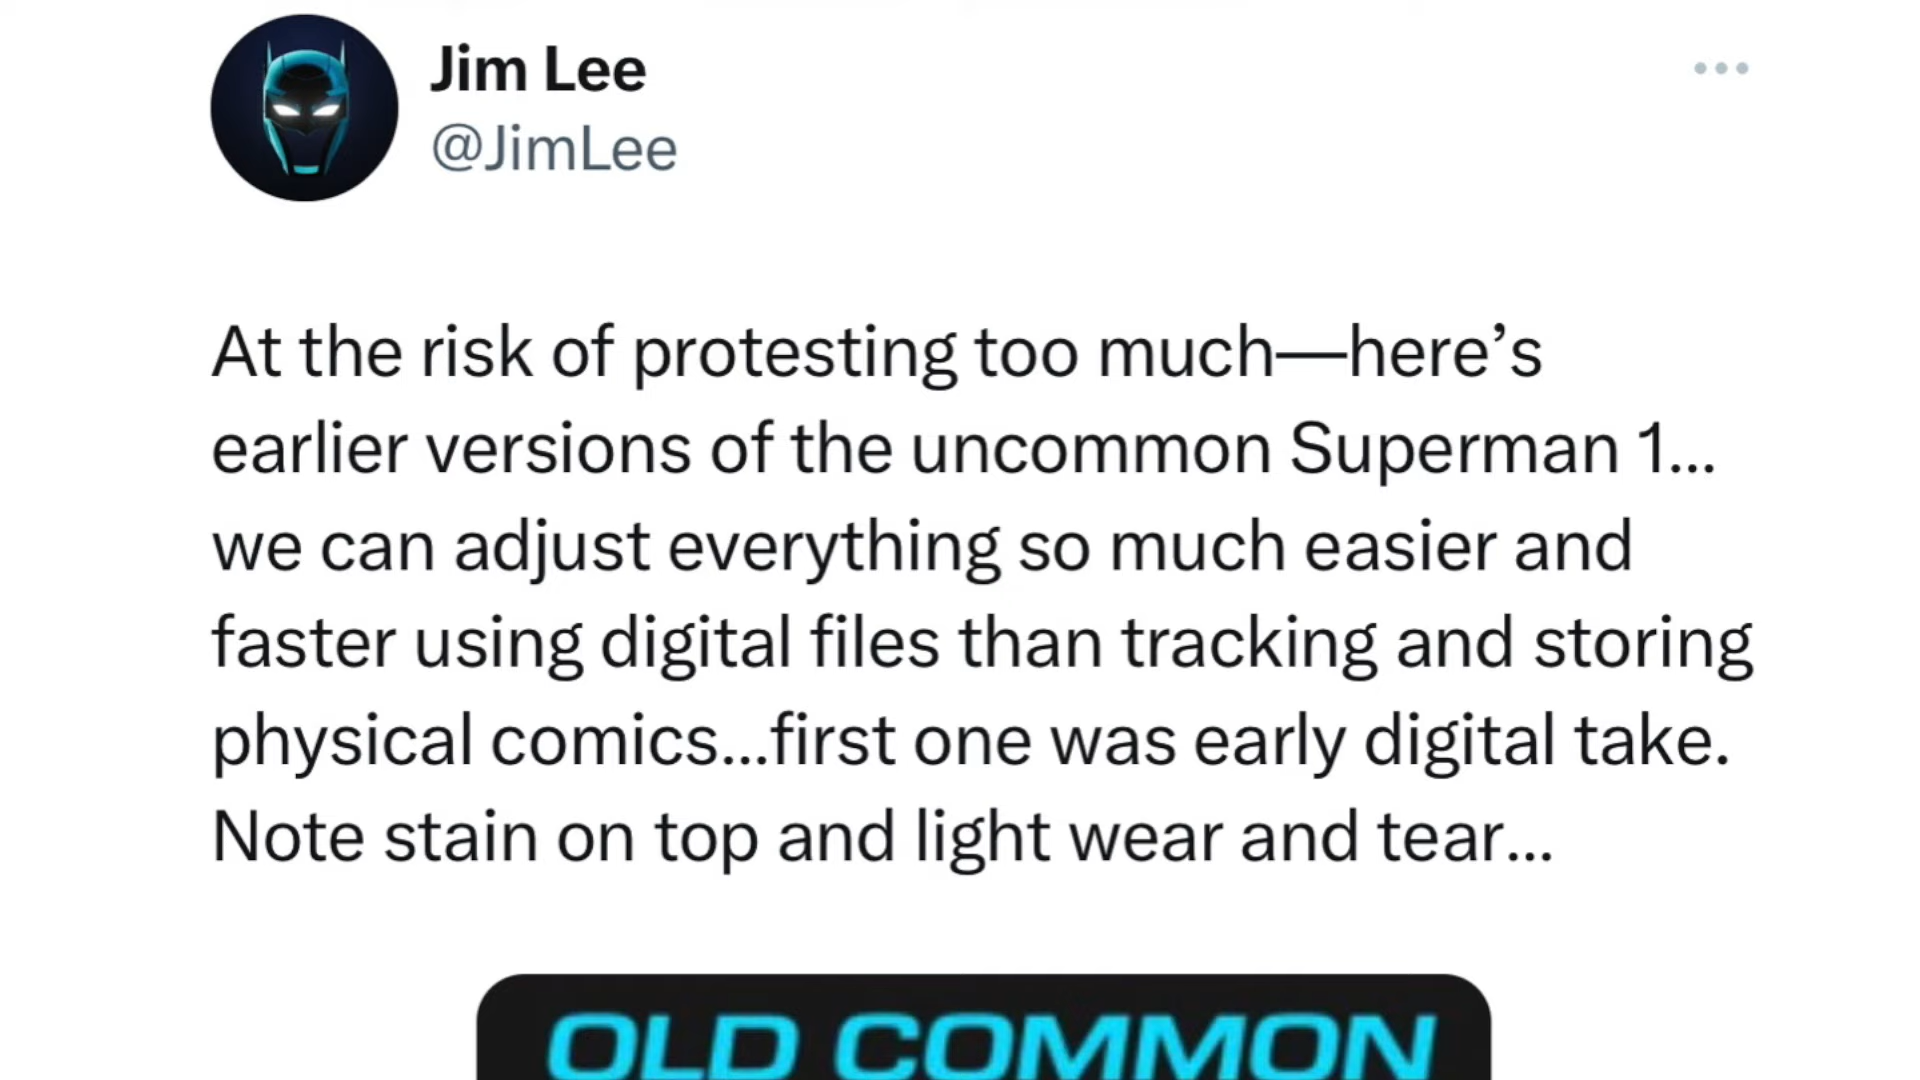 Jim Lee
@JimLee
At the risk of protesting too much—here’s
earlier versions of the uncommon Superman 1...
we can adjust everything so much easier and
faster using digital files than tracking and storing
physical comics...first one was early digital take.
Note stain on top and light wear and tear...
OLD COMMON